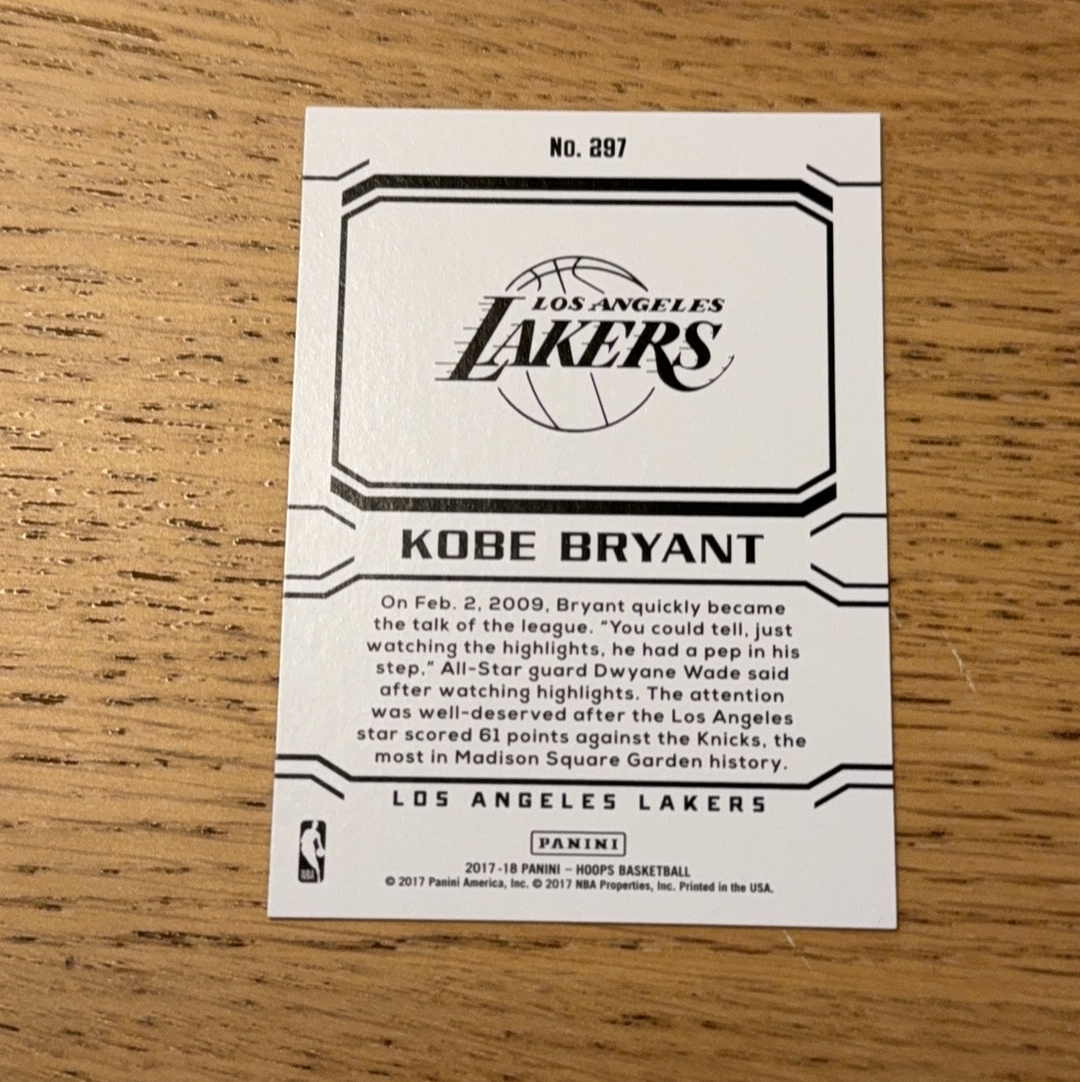 No. 297
LOS ANGELES
LAKERS
KOBE BRYANT
On Feb. 2, 2009, Bryant quickly became
the talk of the league. "You could tell, just
watching the highlights, he had a pep in his
step," All-Star guard Dwyane Wade said
after watching highlights. The attention
was well-deserved after the Los Angeles
star scored 61 points against the Knicks, the
most in Madison Square Garden history.
LOS ANGELES LAKERS
PANINI
NBA
2017-18 PANINI – HOOPS BASKETBALL
© 2017 Panini America, Inc. © 2017 NBA Properties, Inc. Printed in the USA.